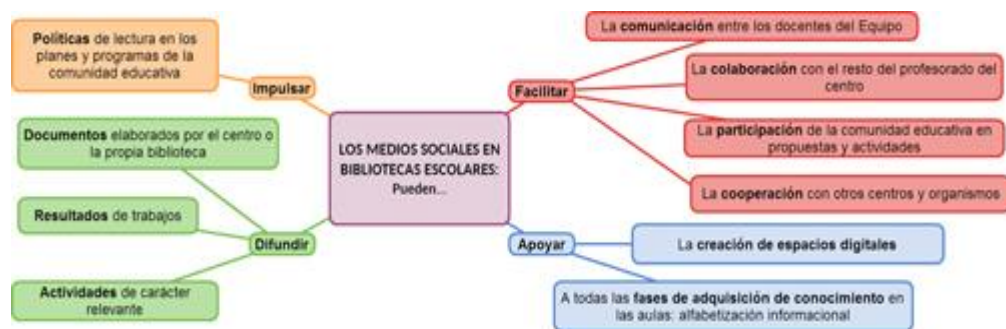 Políticas de lectura en los
planes y programas de la
comunidad educativa
Impulsar
Documentos elaborados por el centro o
la propia biblioteca
Resultados de trabajos
Difundir
Actividades de carácter
relevante
LOS MEDIOS SOCIALES EN
BIBLIOTECAS ESCOLARES:
Pueden...
La comunicación entre los docentes del Equipo
Facilitar
La colaboración con el resto del profesorado del
centro
La participación de la comunidad educativa en
propuestas y actividades
La cooperación con otros centros y organismos
Apoyar
La creación de espacios digitales
A todas las fases de adquisición de conocimiento en
las aulas: alfabetización informacional